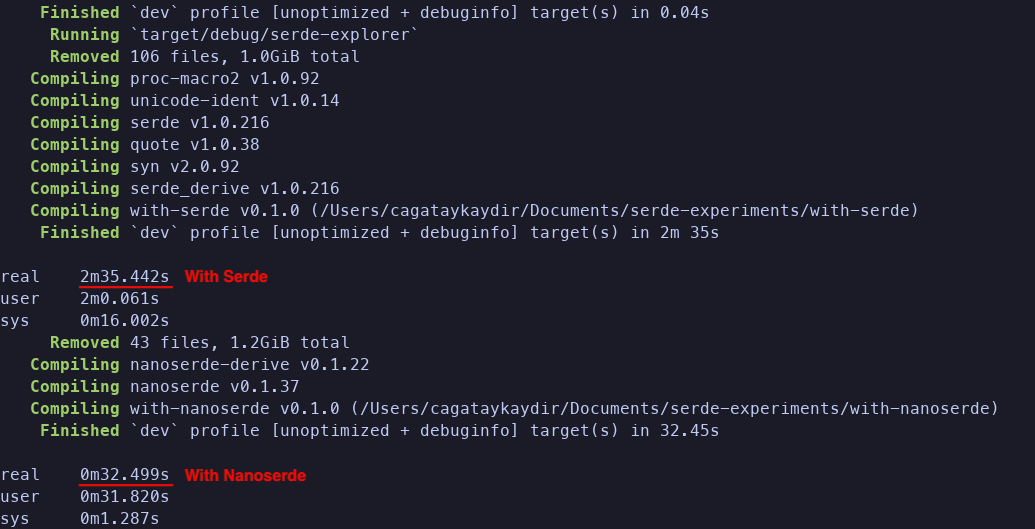 Finished `dev` profile [unoptimized + debuginfo] target(s) in 0.04s
Running `target/debug/serde-explorer`
Removed 106 files, 1.0GiB total
Compiling proc-macro2 v1.0.92
Compiling unicode-ident v1.0.14
Compiling serde v1.0.216
Compiling quote v1.0.38
Compiling syn v2.0.92
Compiling serde_derive v1.0.216
Compiling with-serde v0.1.0 (/Users/cagataykaydir/Documents/serde-experiments/with-serde)
Finished `dev` profile [unoptimized + debuginfo] target(s) in 2m 35s
real 2m35.442s With Serde
user 2m0.061s
sys 0m16.002s
Removed 43 files, 1.2GiB total
Compiling nanoserde-derive v0.1.22
Compiling nanoserde v0.1.37
Compiling with-nanoserde v0.1.0 (/Users/cagataykaydir/Documents/serde-experiments/with-nanoserde)
Finished `dev` profile [unoptimized + debuginfo] target(s) in 32.45s
real 0m32.499s With Nanoserde
user 0m31.820s
sys 0m1.287s